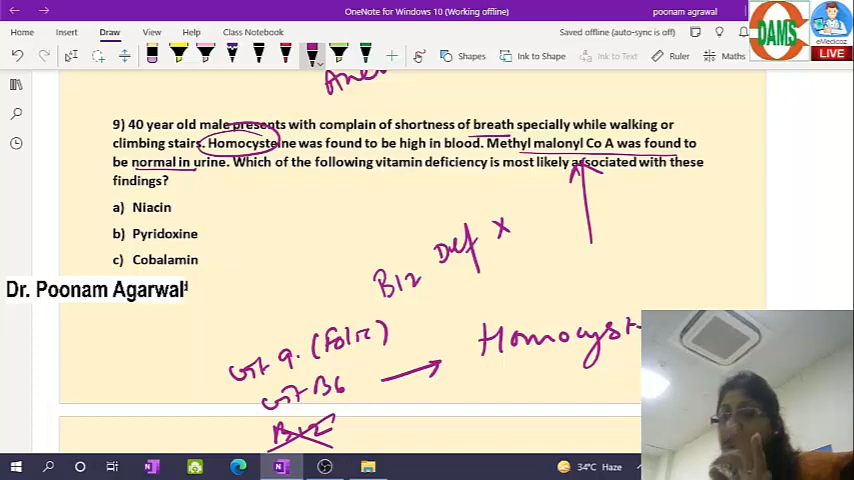 OneNote for Windows 10 (Working offline)
poonam agrawal
Home
Insert
Draw
View
Help
Class Notebook
Saved offline (auto-sync is off)
Shapes
Ink to Shape
Ink to Text
Ruler
Maths
DAMS
eMedicoz
LIVE
9) 40 year old male presents with complain of shortness of breath specially while walking or
climbing stairs. Homocysteine was found to be high in blood. Methyl malonyl Co A was found to
be normal in urine. Which of the following vitamin deficiency is most likely associated with these
findings?
a) Niacin
b) Pyridoxine
c) Cobalamin
Dr. Poonam Agarwal
B12 Def X
vit 9. (Folic)
vit B6
B12
Homocyst
34°C Haze